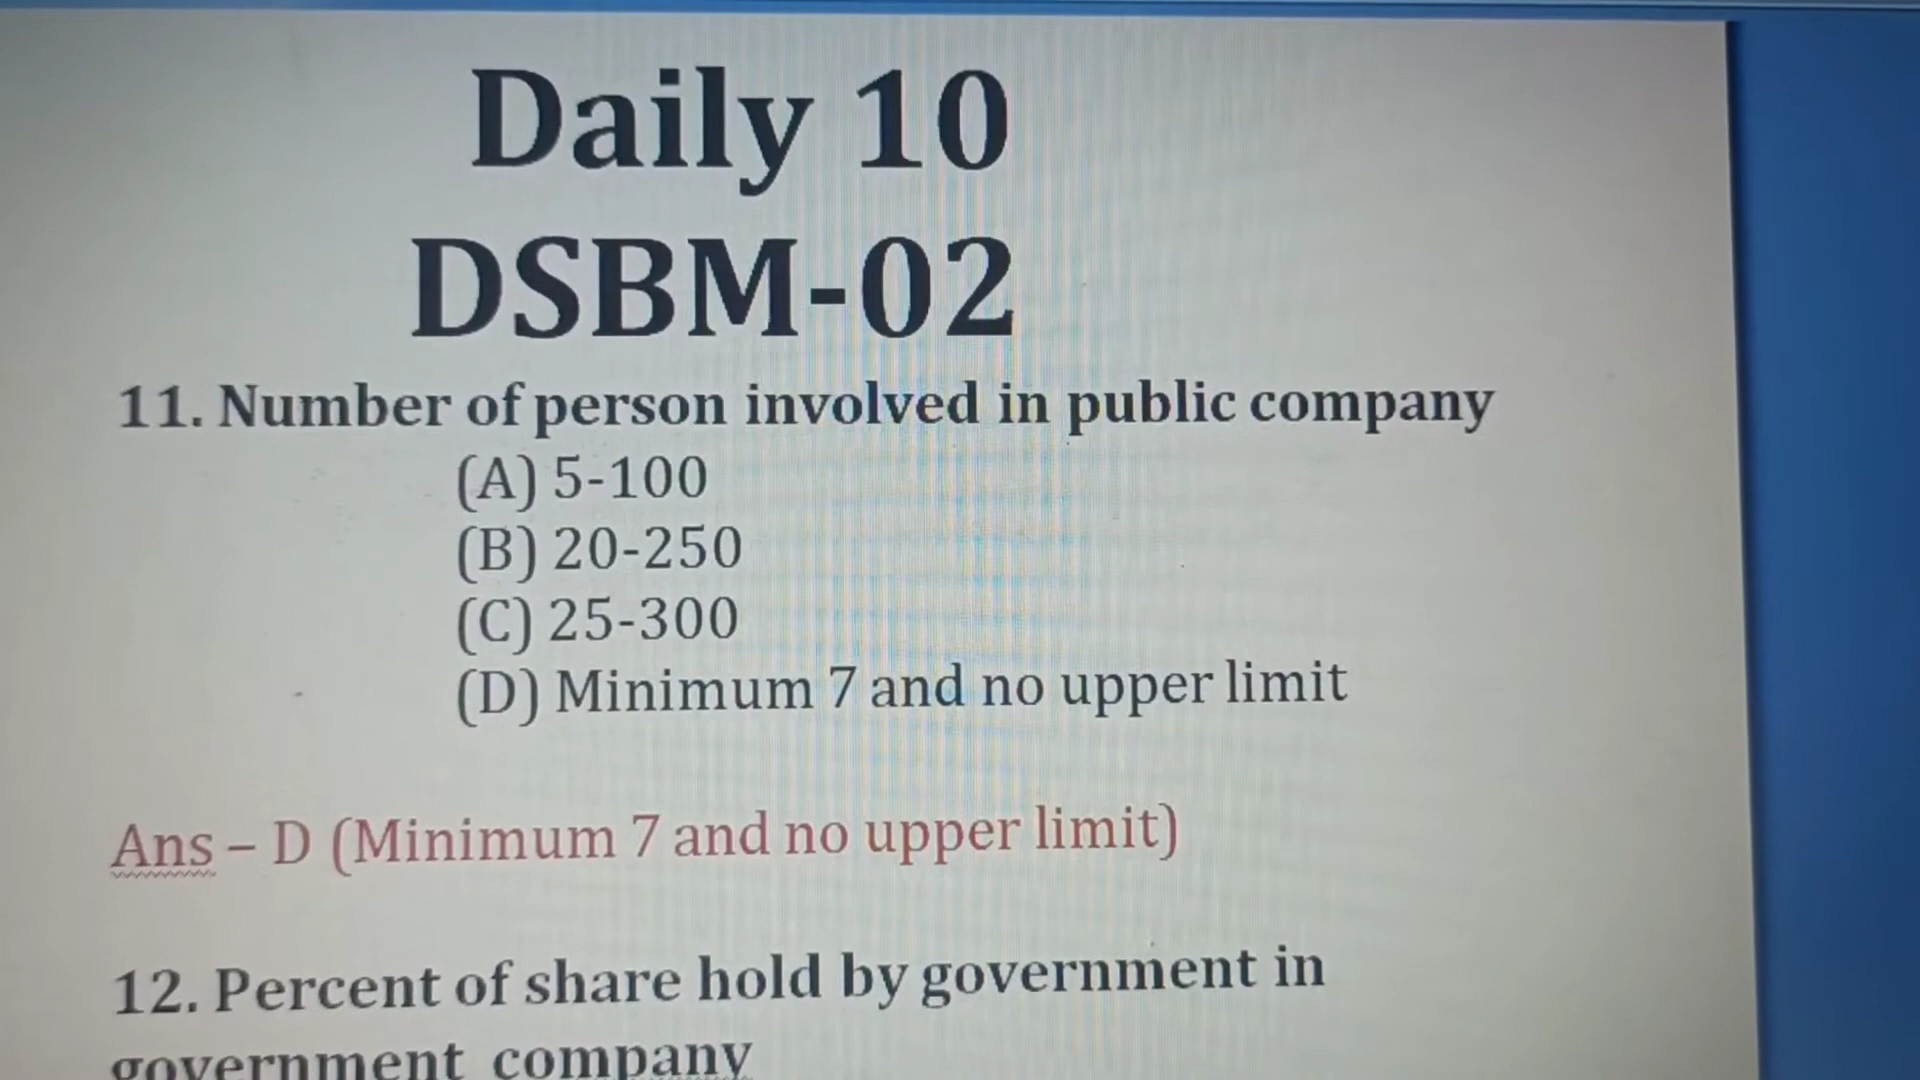 Daily 10
DSBM-02
11. Number of person involved in public company
(A) 5-100
(B) 20-250
(C) 25-300
(D) Minimum 7 and no upper limit
Ans – D (Minimum 7 and no upper limit)
12. Percent of share hold by government in
government company